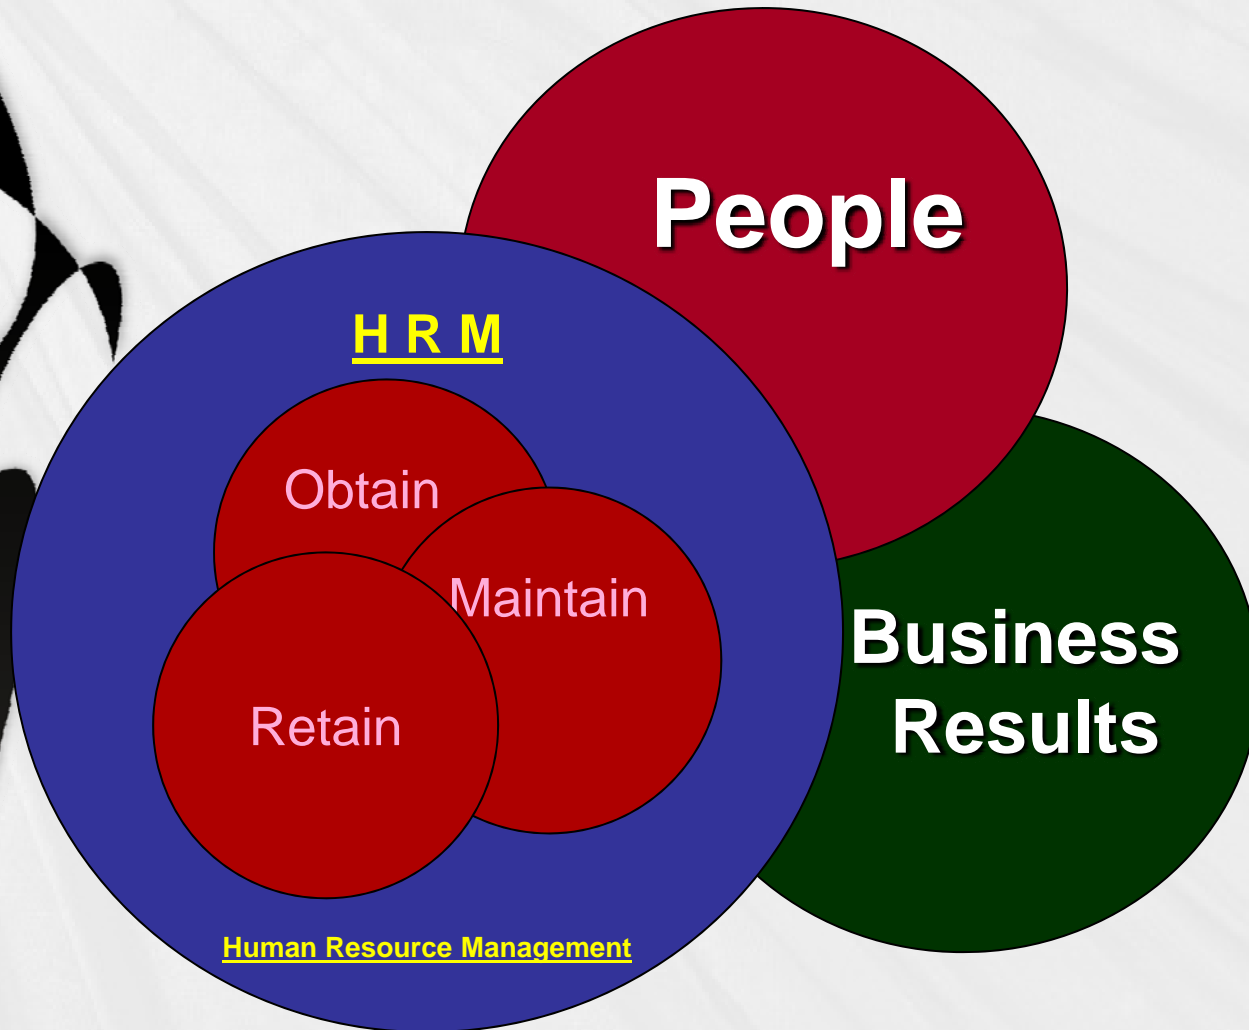 People
H R M
Obtain
Maintain
Retain
Business
Results
Human Resource Management